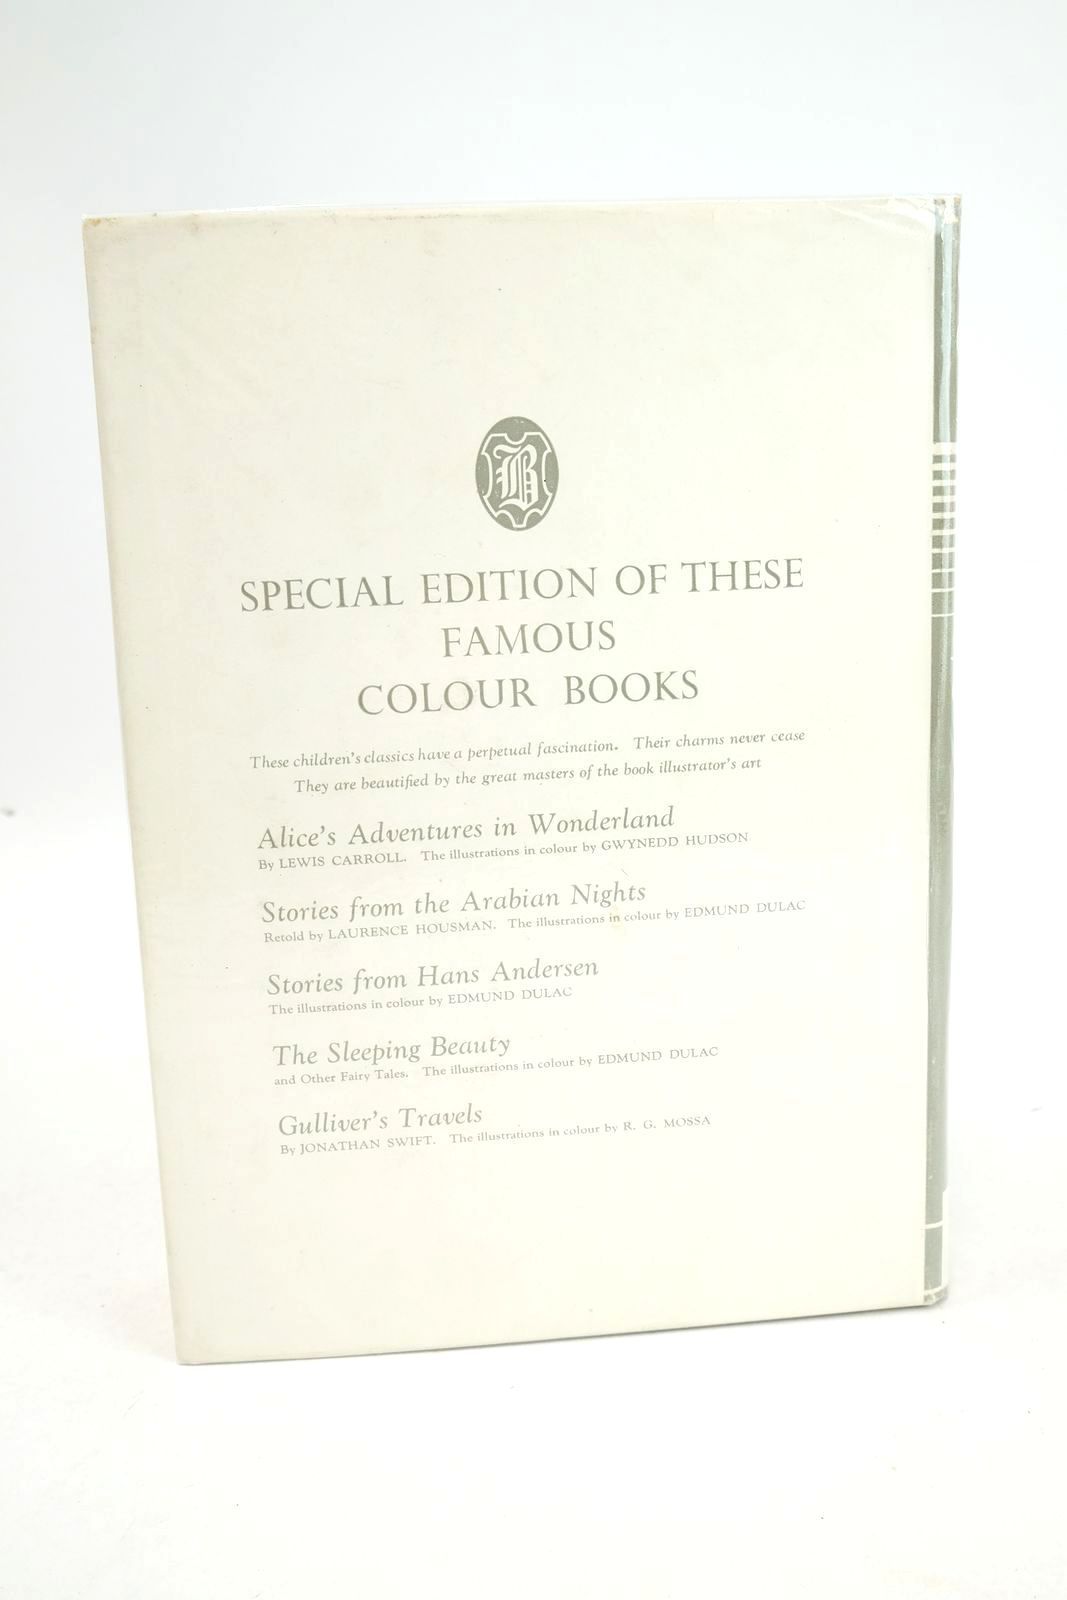 B
SPECIAL EDITION OF THESE
FAMOUS
COLOUR BOOKS
These children's classics have a perpetual fascination. Their charms never cease
They are beautified by the great masters of the book illustrator's art
Alice's Adventures in Wonderland
By LEWIS CARROLL. The illustrations in colour by GWYNEDD HUDSON
Stories from the Arabian Nights
Retold by LAURENCE HOUSMAN. The illustrations in colour by EDMUND DULAC
Stories from Hans Andersen
The illustrations in colour by EDMUND DULAC
The Sleeping Beauty
and Other Fairy Tales. The illustrations in colour by EDMUND DULAC
Gulliver's Travels
By JONATHAN SWIFT. The illustrations in colour by R. G. MOSSA